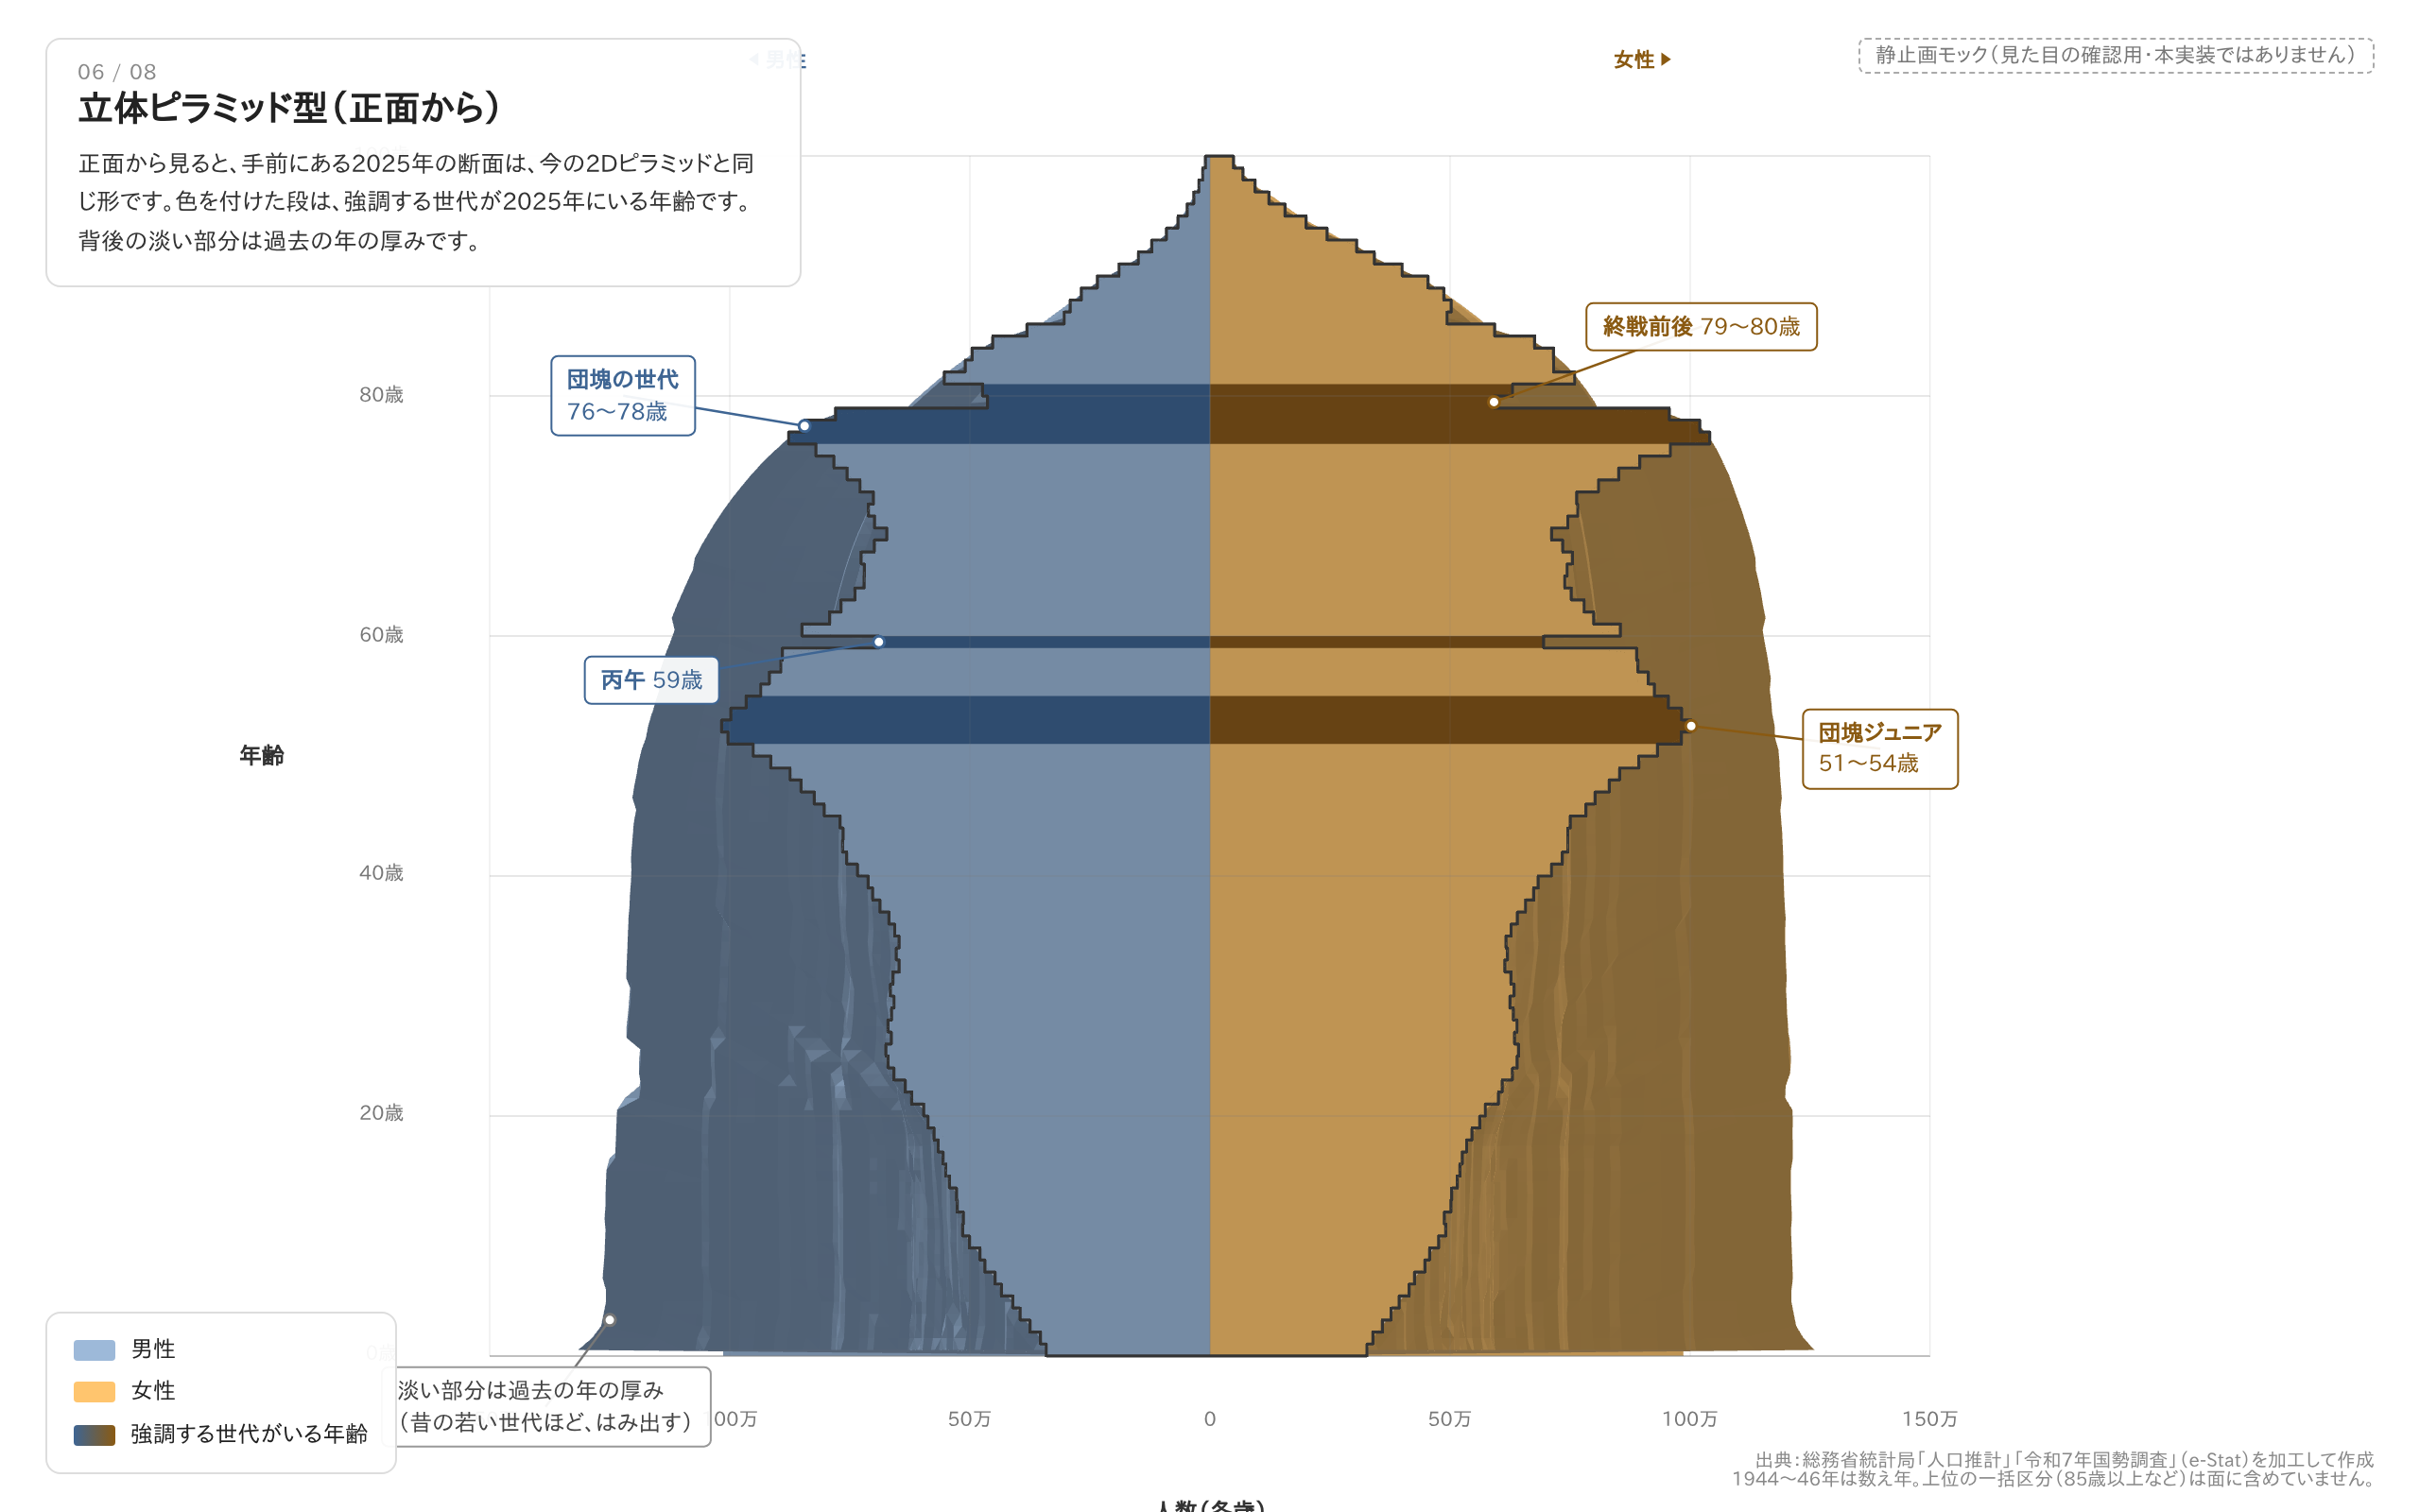 06 / 08
立体ピラミッド型（正面から）
正面から見ると、手前にある2025年の断面は、今の2Dピラミッドと同
じ形です。色を付けた段は、強調する世代が2025年にいる年齢です。
背後の淡い部分は過去の年の厚みです。
◀ 男性
女性 ▶
静止画モック（見た目の確認用・本実装ではありません）
終戦前後 79〜80歳
団塊の世代
76〜78歳
80歳
60歳
丙午 59歳
団塊ジュニア
51〜54歳
年齢
40歳
20歳
0歳
男性
女性
強調する世代がいる年齢
淡い部分は過去の年の厚み
（昔の若い世代ほど、はみ出す）
00万
50万
0
50万
100万
150万
出典：総務省統計局「人口推計」「令和7年国勢調査」（e-Stat）を加工して作成
1944〜46年は数え年。上位の一括区分（85歳以上など）は面に含めていません。
人数（各歳）